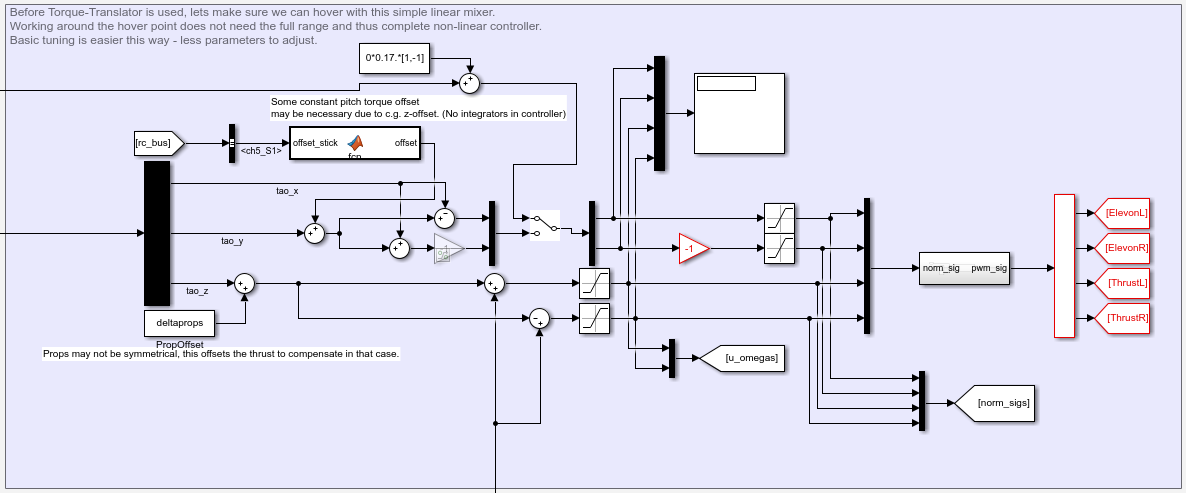 Before Torque-Translator is used, lets make sure we can hover with this simple linear mixer.
Working around the hover point does not need the full range and thus complete non-linear controller.
Basic tuning is easier this way - less parameters to adjust.
0*0.17.*[1,-1]
Some constant pitch torque offset
may be necessary due to c.g. z-offset. (No integrators in controller)
[rc_bus]
<ch5_S1>
offset_stick
offset
fcn
tao_x
tao_y
tao_z
-1
[ElevonL]
[ElevonR]
[ThrustL]
[ThrustR]
norm_sig
pwm_sig
deltaprops
PropOffset
Props may not be symmetrical, this offsets the thrust to compensate in that case.
[u_omegas]
[norm_sigs]